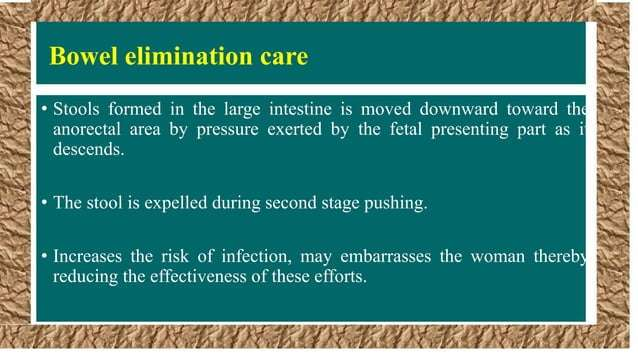 Bowel elimination care
• Stools formed in the large intestine is moved downward toward the
anorectal area by pressure exerted by the fetal presenting part as it
descends.
• The stool is expelled during second stage pushing.
• Increases the risk of infection, may embarrasses the woman thereby
reducing the effectiveness of these efforts.